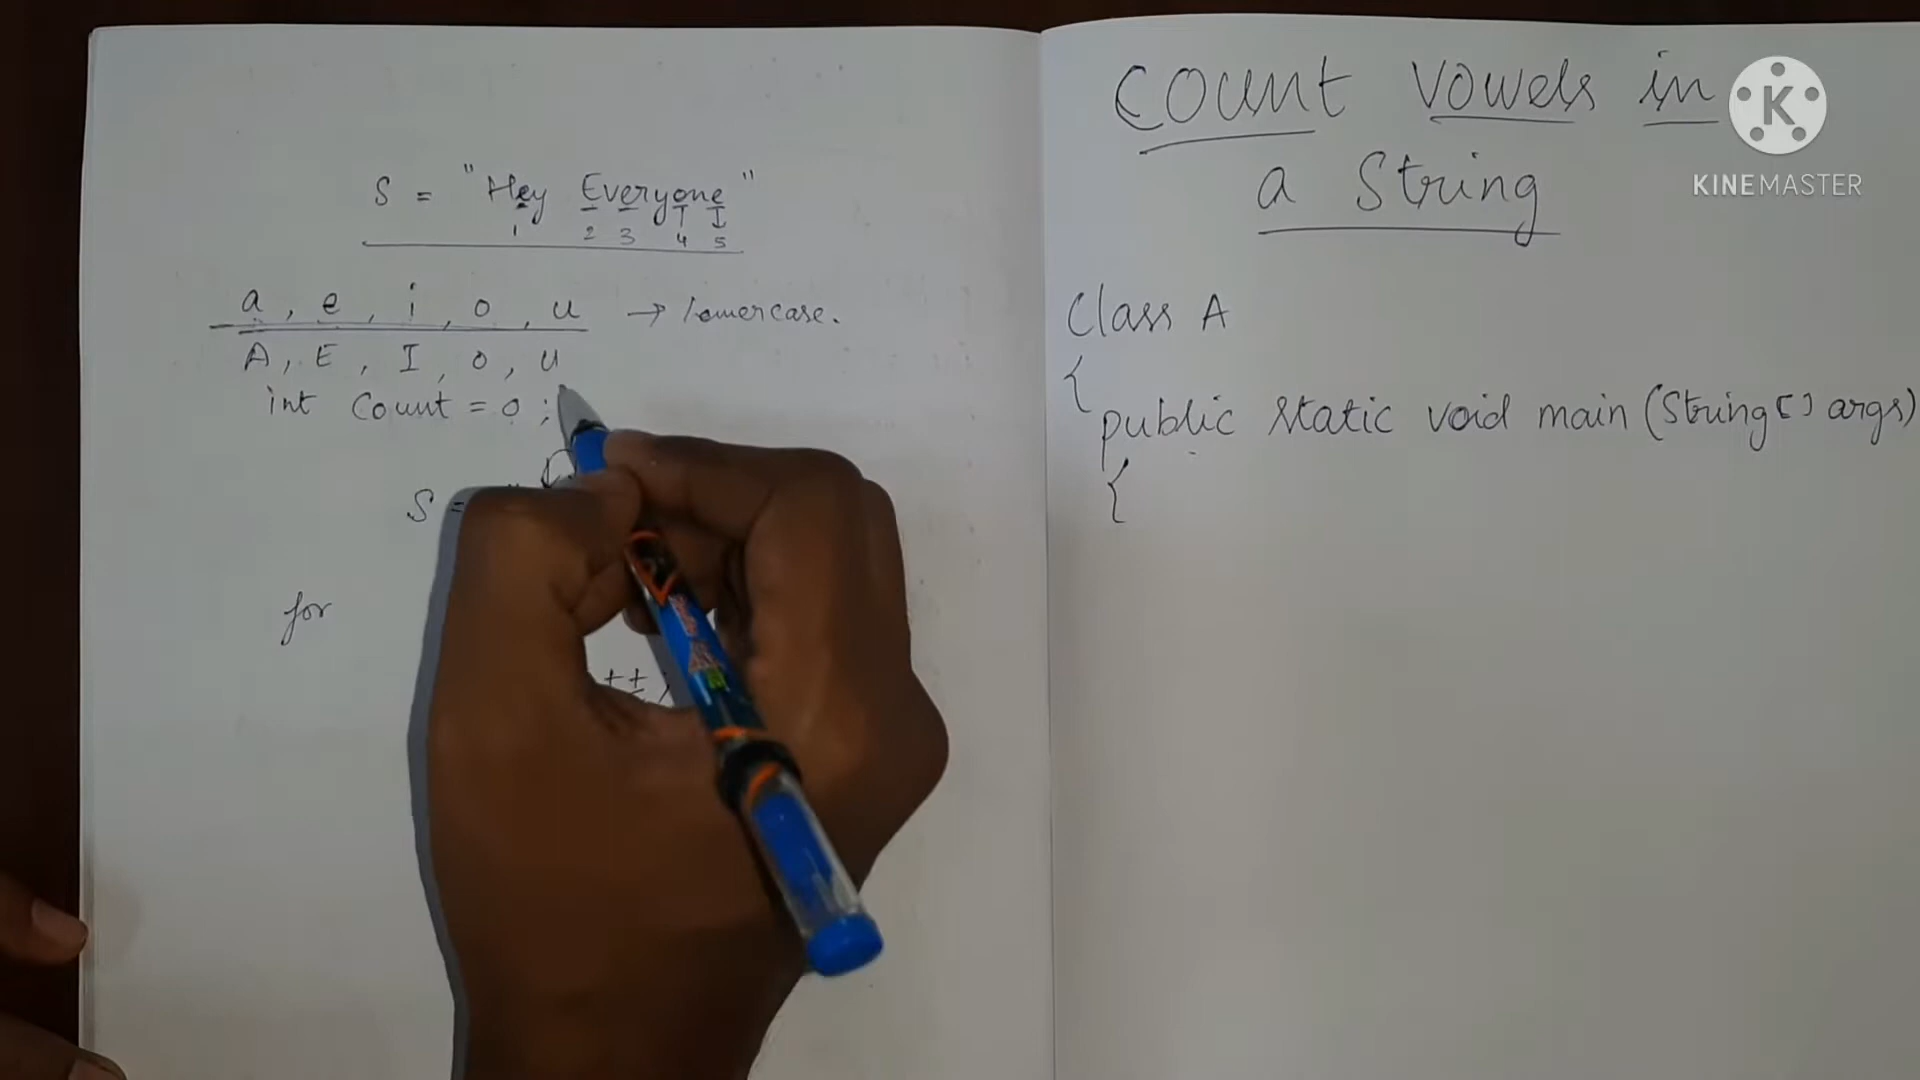 S = "Hey Everyone"
1 2 3 4 5
a, e, i, o, u → lowercase.
A, E, I, O, U
int Count = 0;
S = "
for
++)
Count Vowels in
a String
Class A
{
public static void main (String[] args)
{
KINEMASTER